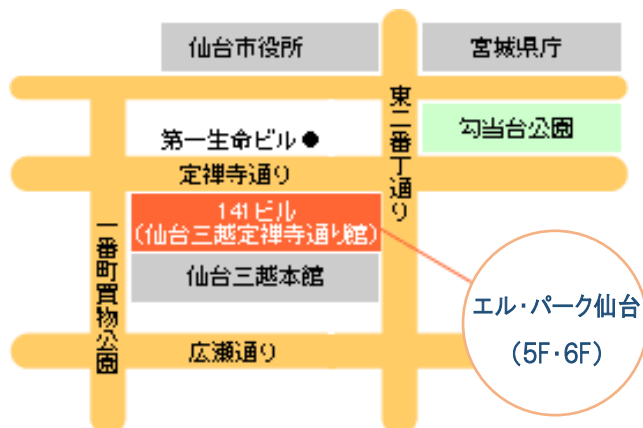 仙台市役所
宮城県庁
東二番丁通り
第一生命ビル●
勾当台公園
定禅寺通り
141ビル
(仙台三越定禅寺通り館)
一番町買物公園
仙台三越本館
エル・パーク仙台
(5F・6F)
広瀬通り